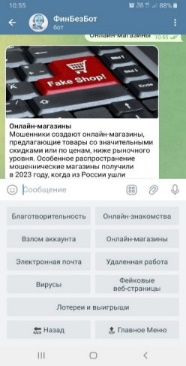 10:55
88%
ФинБезБот
бот
Онлайн-магазины
Fake Shop!
Онлайн-магазины
Мошенники создают онлайн-магазины,
предлагающие товары со значительными
скидками или по ценам, ниже рыночного
уровня. Особенное распространение
мошеннические магазины получили
в 2023 году, когда из России ушли
Сообщение
Благотворительность
Онлайн-знакомства
Взлом аккаунта
Онлайн-магазины
Электронная почта
Удаленная работа
Вирусы
Фейковые
веб-страницы
Лотереи и выигрыши
Назад
Главное Меню